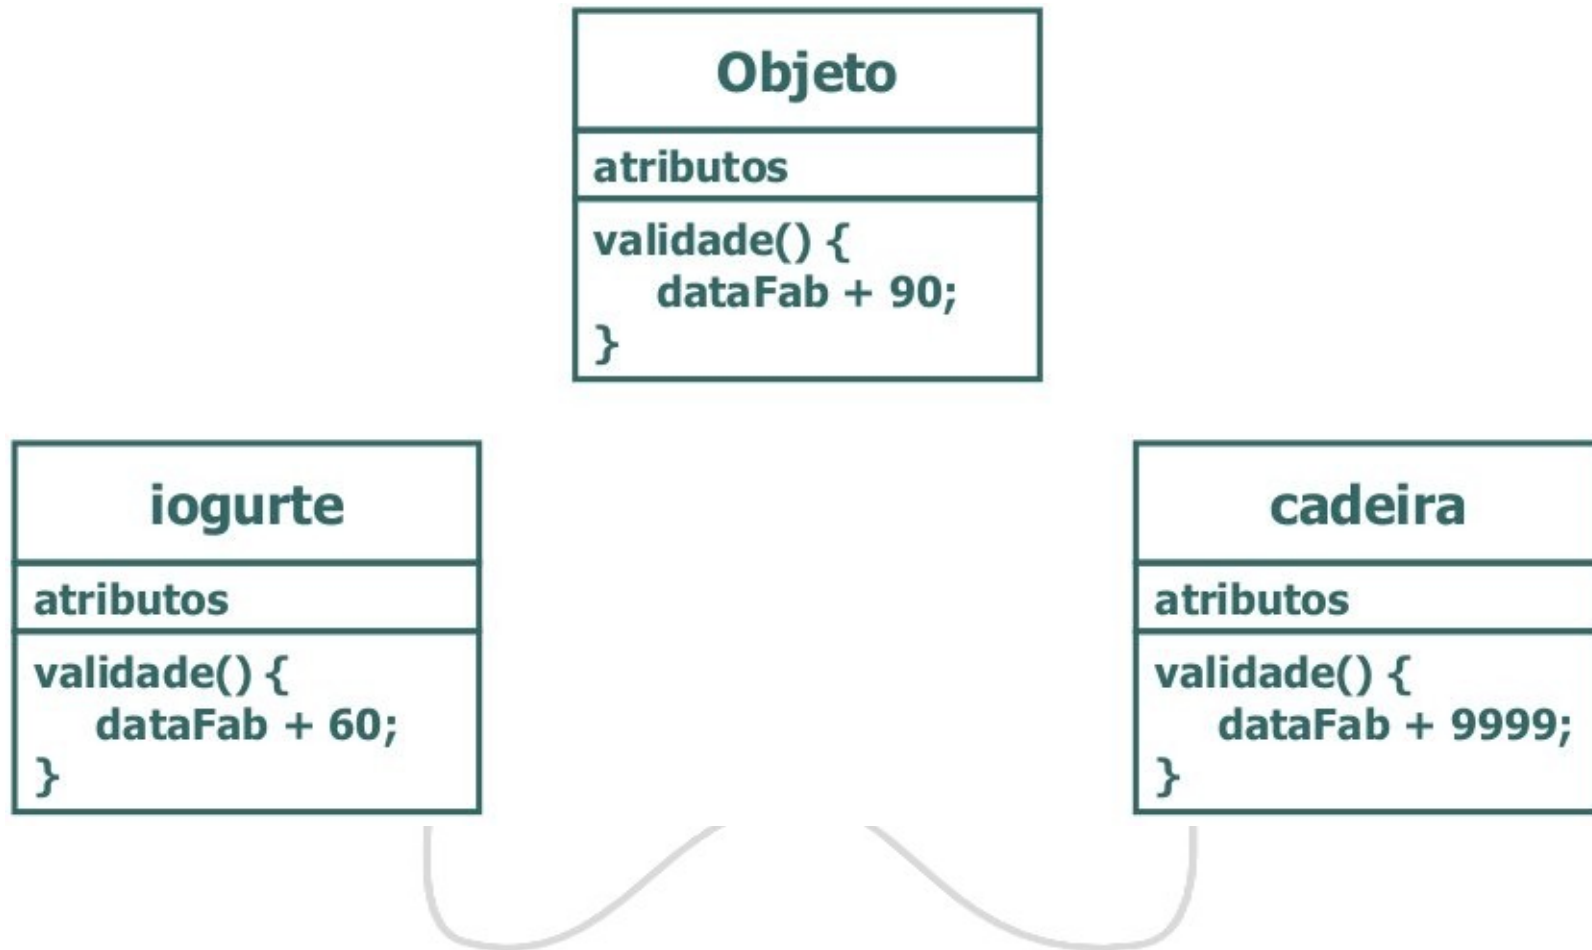 Objeto
atributos
validade() {
dataFab + 90;
}
iogurte
atributos
validade() {
dataFab + 60;
}
cadeira
atributos
validade() {
dataFab + 9999;
}